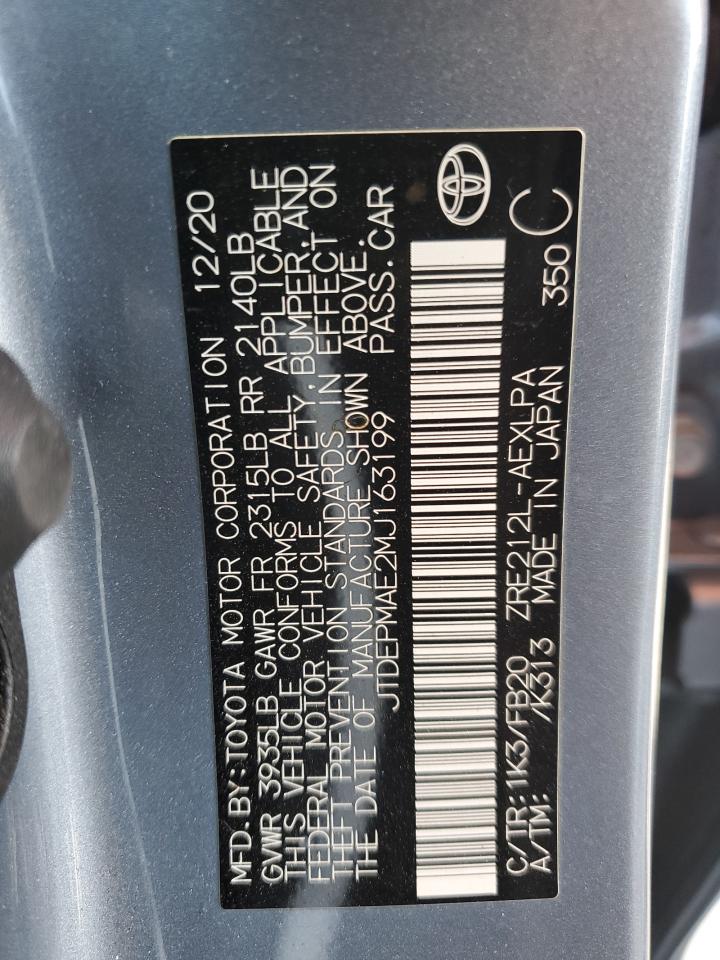 MFD. BY: TOYOTA MOTOR CORPORATION 12/20
GVWR 3935LB GAWR FR 2315LB RR 2140LB
THIS VEHICLE CONFORMS TO ALL APPLICABLE
FEDERAL MOTOR VEHICLE SAFETY, BUMPER, AND
THEFT PREVENTION STANDARDS IN EFFECT ON
THE DATE OF MANUFACTURE SHOWN ABOVE.
JTDEPMAE2MJ163199 PASS. CAR
C/TR: 1K3/FB20 ZRE212L-AEXLPA
A/TM: /K313 MADE IN JAPAN 350 C